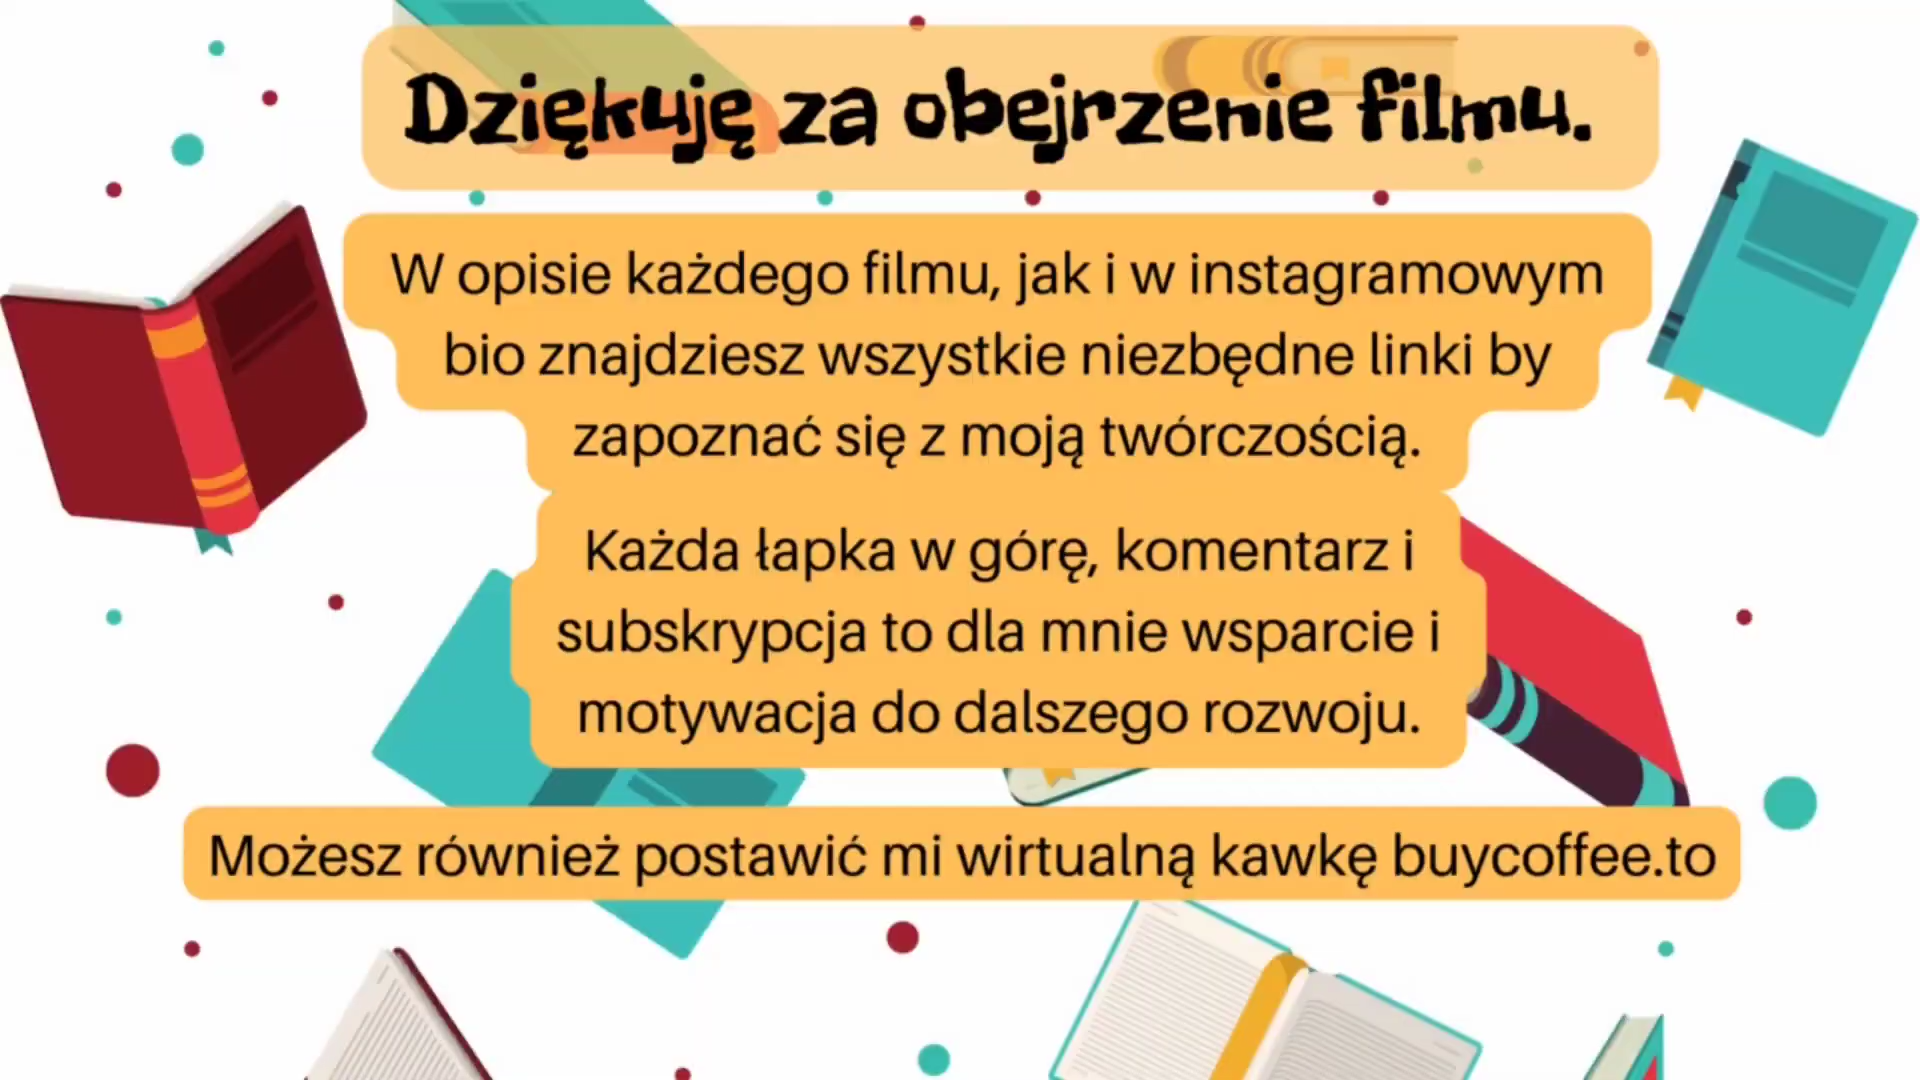 Dziękuję za obejrzenie filmu.
W opisie każdego filmu, jak i w instagramowym
bio znajdziesz wszystkie niezbędne linki by
zapoznać się z moją twórczością.
Każda łapka w górę, komentarz i
subskrypcja to dla mnie wsparcie i
motywacja do dalszego rozwoju.
Możesz również postawić mi wirtualną kawkę buycoffee.to